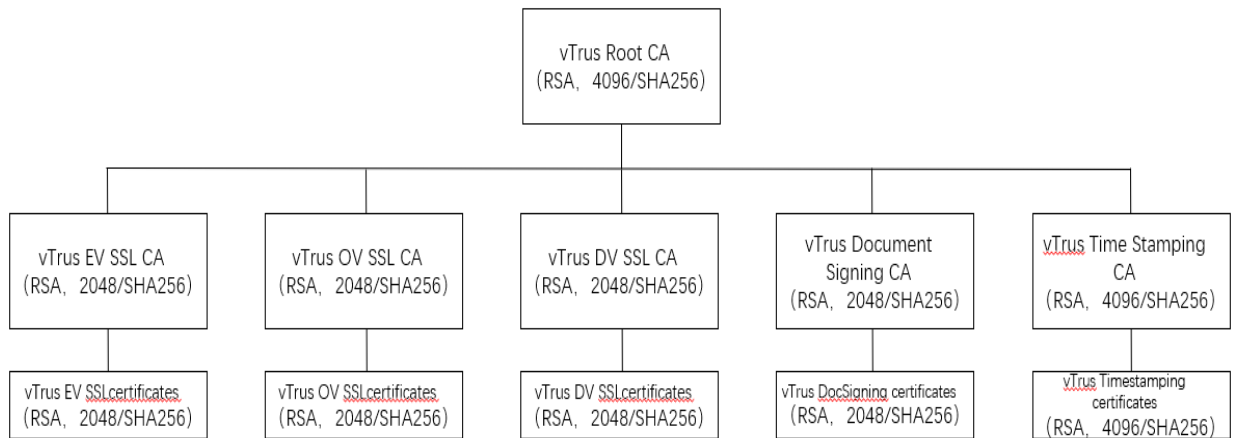 vTrus Root CA
（RSA，4096/SHA256）
vTrus EV SSL CA
（RSA，2048/SHA256）
vTrus OV SSL CA
（RSA，2048/SHA256）
vTrus DV SSL CA
（RSA，2048/SHA256）
vTrus Document
Signing CA
（RSA，2048/SHA256）
vTrus Time Stamping
CA
（RSA，4096/SHA256）
vTrus EV SSLcertificates
（RSA，2048/SHA256）
vTrus OV SSLcertificates
（RSA，2048/SHA256）
vTrus DV SSLcertificates
（RSA，2048/SHA256）
vTrus DocSigning certificates
（RSA，2048/SHA256）
vTrus Timestamping
certificates
（RSA，4096/SHA256）